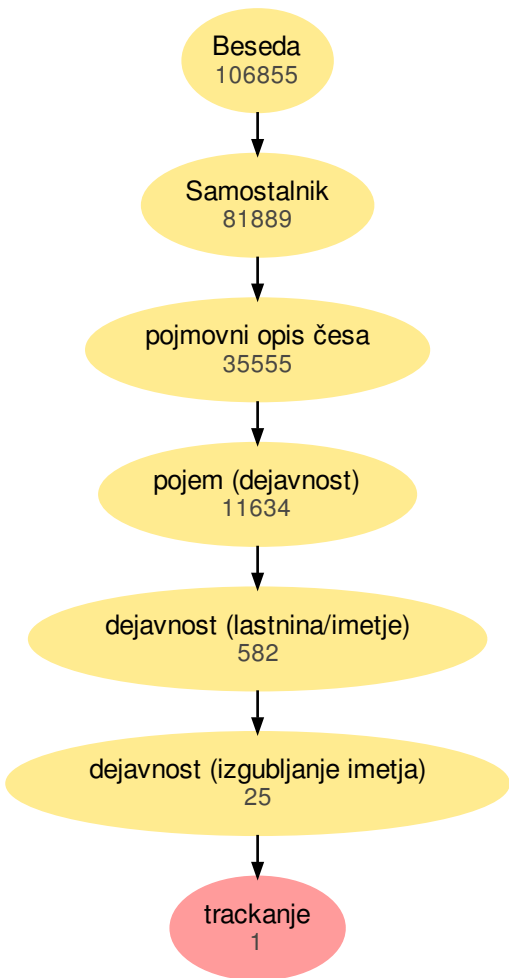 Beseda
106855
Samostalnik
81889
pojmovni opis česa
35555
pojem (dejavnost)
11634
dejavnost (lastnina/imetje)
582
dejavnost (izgubljanje imetja)
25
trackanje
1